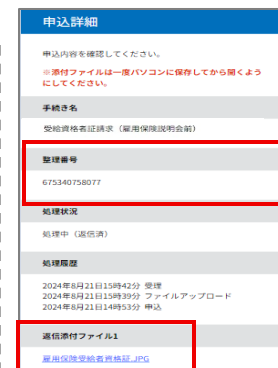 申込詳細
申込内容を確認してください。
※添付ファイルは一度パソコンに保存してから開くよう
にしてください。
手続き名
受給資格者証請求（雇用保険説明会前）
整理番号
675340758077
処理状況
処理中（返信済）
処理履歴
2024年8月21日15時42分 受理
2024年8月21日15時39分 ファイルアップロード
2024年8月21日14時53分 申込
返信添付ファイル1
雇用保険受給者資格証.JPG